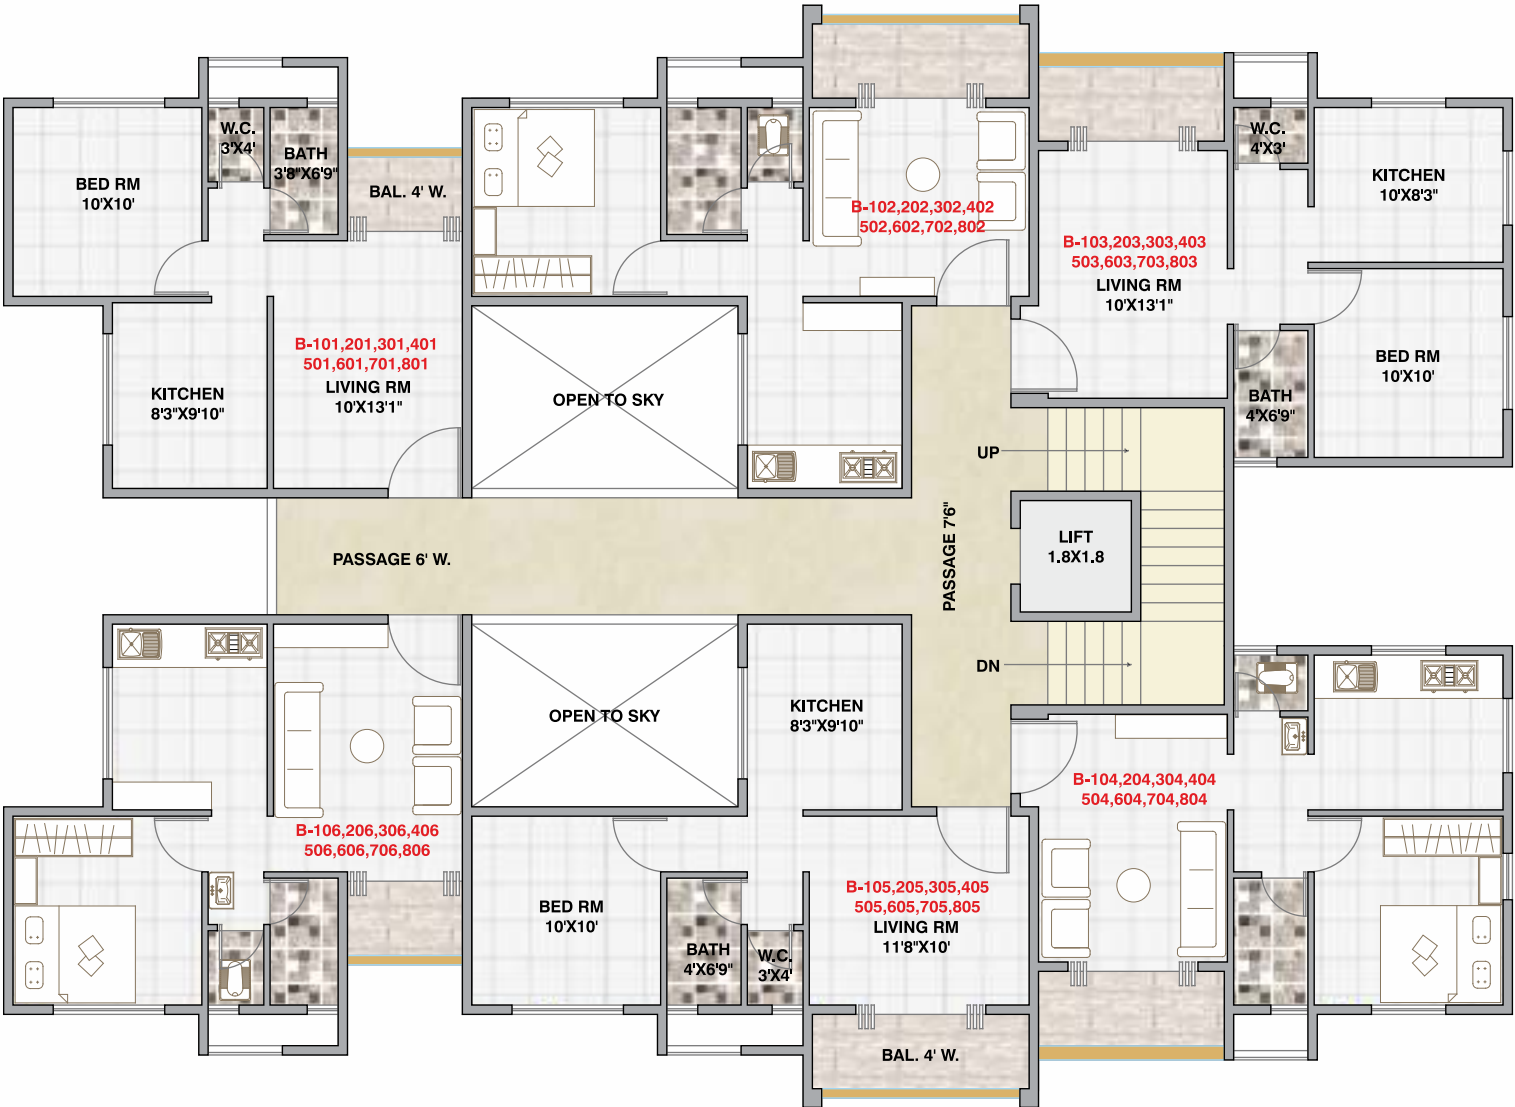 W.C.
3'X4'
BATH
3'8"X6'9"
BED RM
10'X10'
BAL. 4' W.
B-101,201,301,401
501,601,701,801
LIVING RM
10'X13'1"
KITCHEN
8'3"X9'10"
B-102,202,302,402
502,602,702,802
OPEN TO SKY
W.C.
4'X3'
KITCHEN
10'X8'3"
B-103,203,303,403
503,603,703,803
LIVING RM
10'X13'1"
BED RM
10'X10'
BATH
4'X6'9"
UP
PASSAGE 7'6"
LIFT
1.8X1.8
PASSAGE 6' W.
DN
OPEN TO SKY
KITCHEN
8'3"X9'10"
B-104,204,304,404
504,604,704,804
B-106,206,306,406
506,606,706,806
BED RM
10'X10'
BATH
4'X6'9"
W.C.
3'X4'
B-105,205,305,405
505,605,705,805
LIVING RM
11'8"X10'
BAL. 4' W.